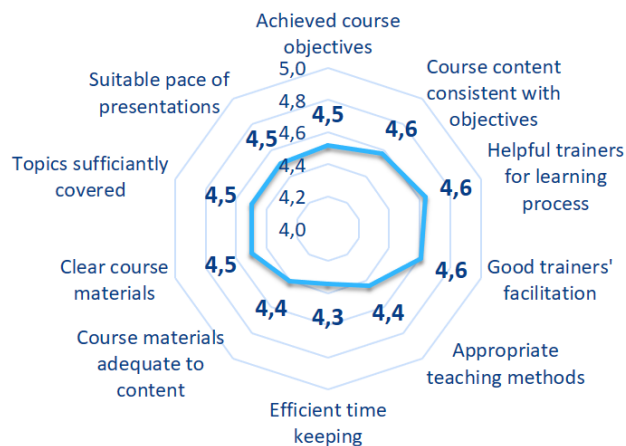 Achieved course
objectives
Course content
consistent with
objectives
Helpful trainers
for learning
process
Good trainers'
facilitation
Appropriate
teaching methods
Efficient time
keeping
Course materials
adequate to
content
Clear course
materials
Topics sufficiantly
covered
Suitable pace of
presentations
5,0
4,8
4,6
4,4
4,2
4,0
4,5
4,6
4,6
4,6
4,4
4,3
4,4
4,5
4,5
4,5